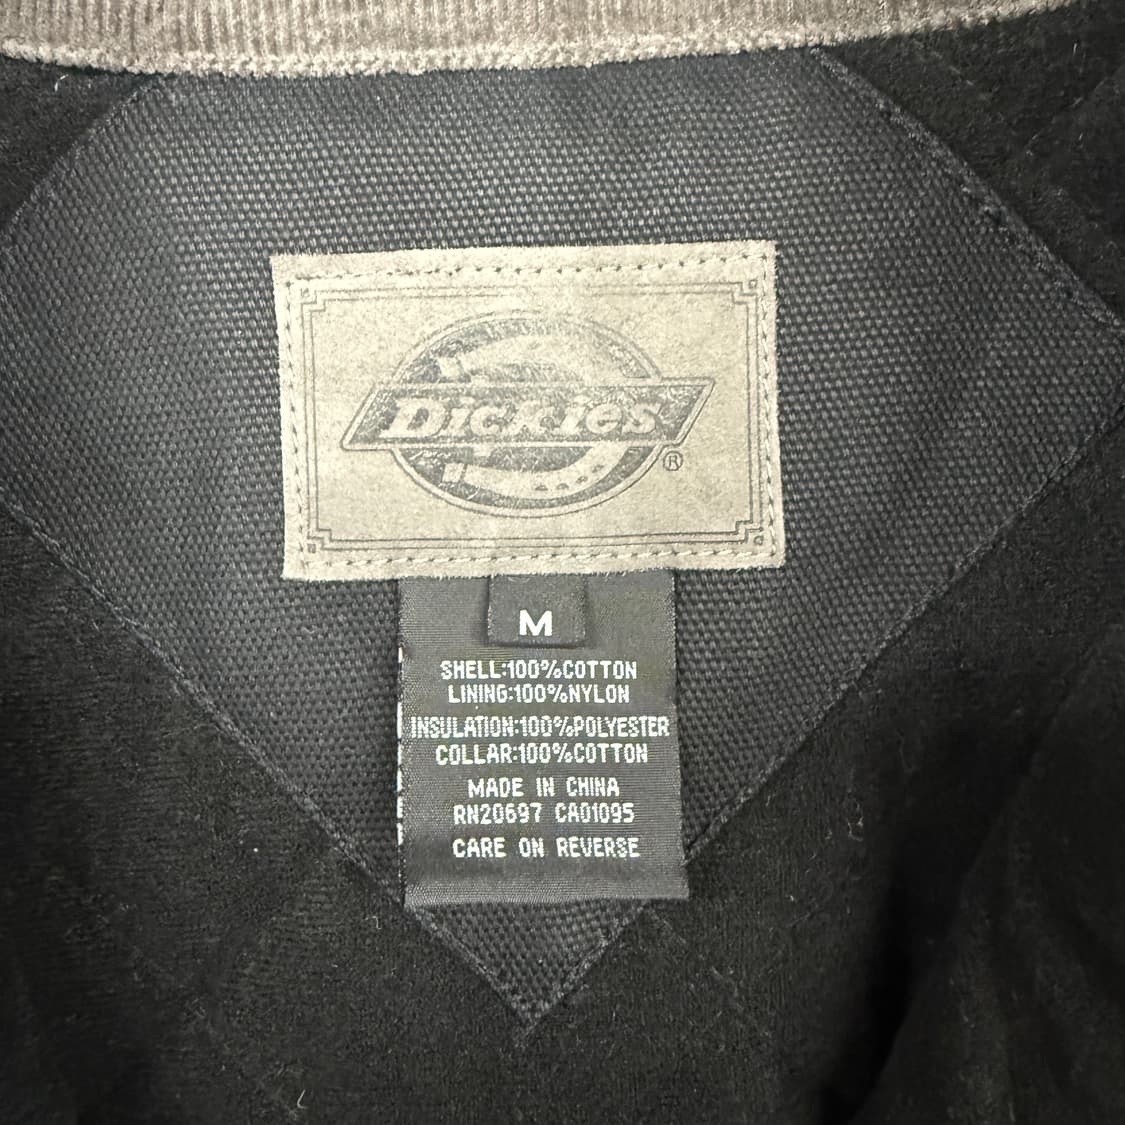 Dickies
®
M
SHELL:100%COTTON
LINING:100%NYLON
INSULATION:100%POLYESTER
COLLAR:100%COTTON
MADE IN CHINA
RN20697 CA01095
CARE ON REVERSE